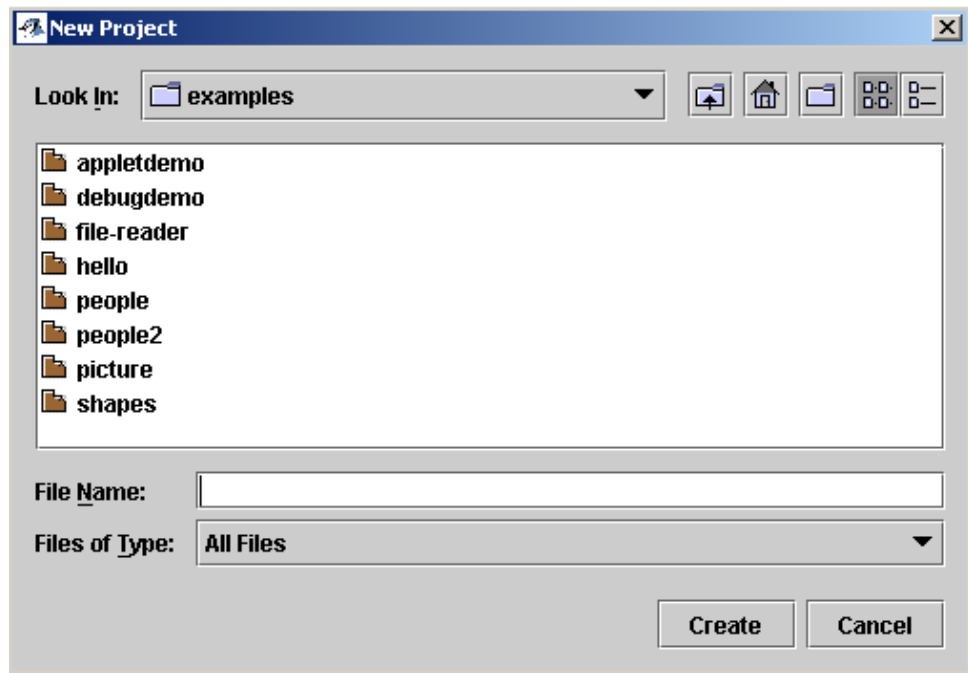 New Project
Look In: examples
appletdemo
debugdemo
file-reader
hello
people
people2
picture
shapes
File Name:
Files of Type: All Files
Create Cancel